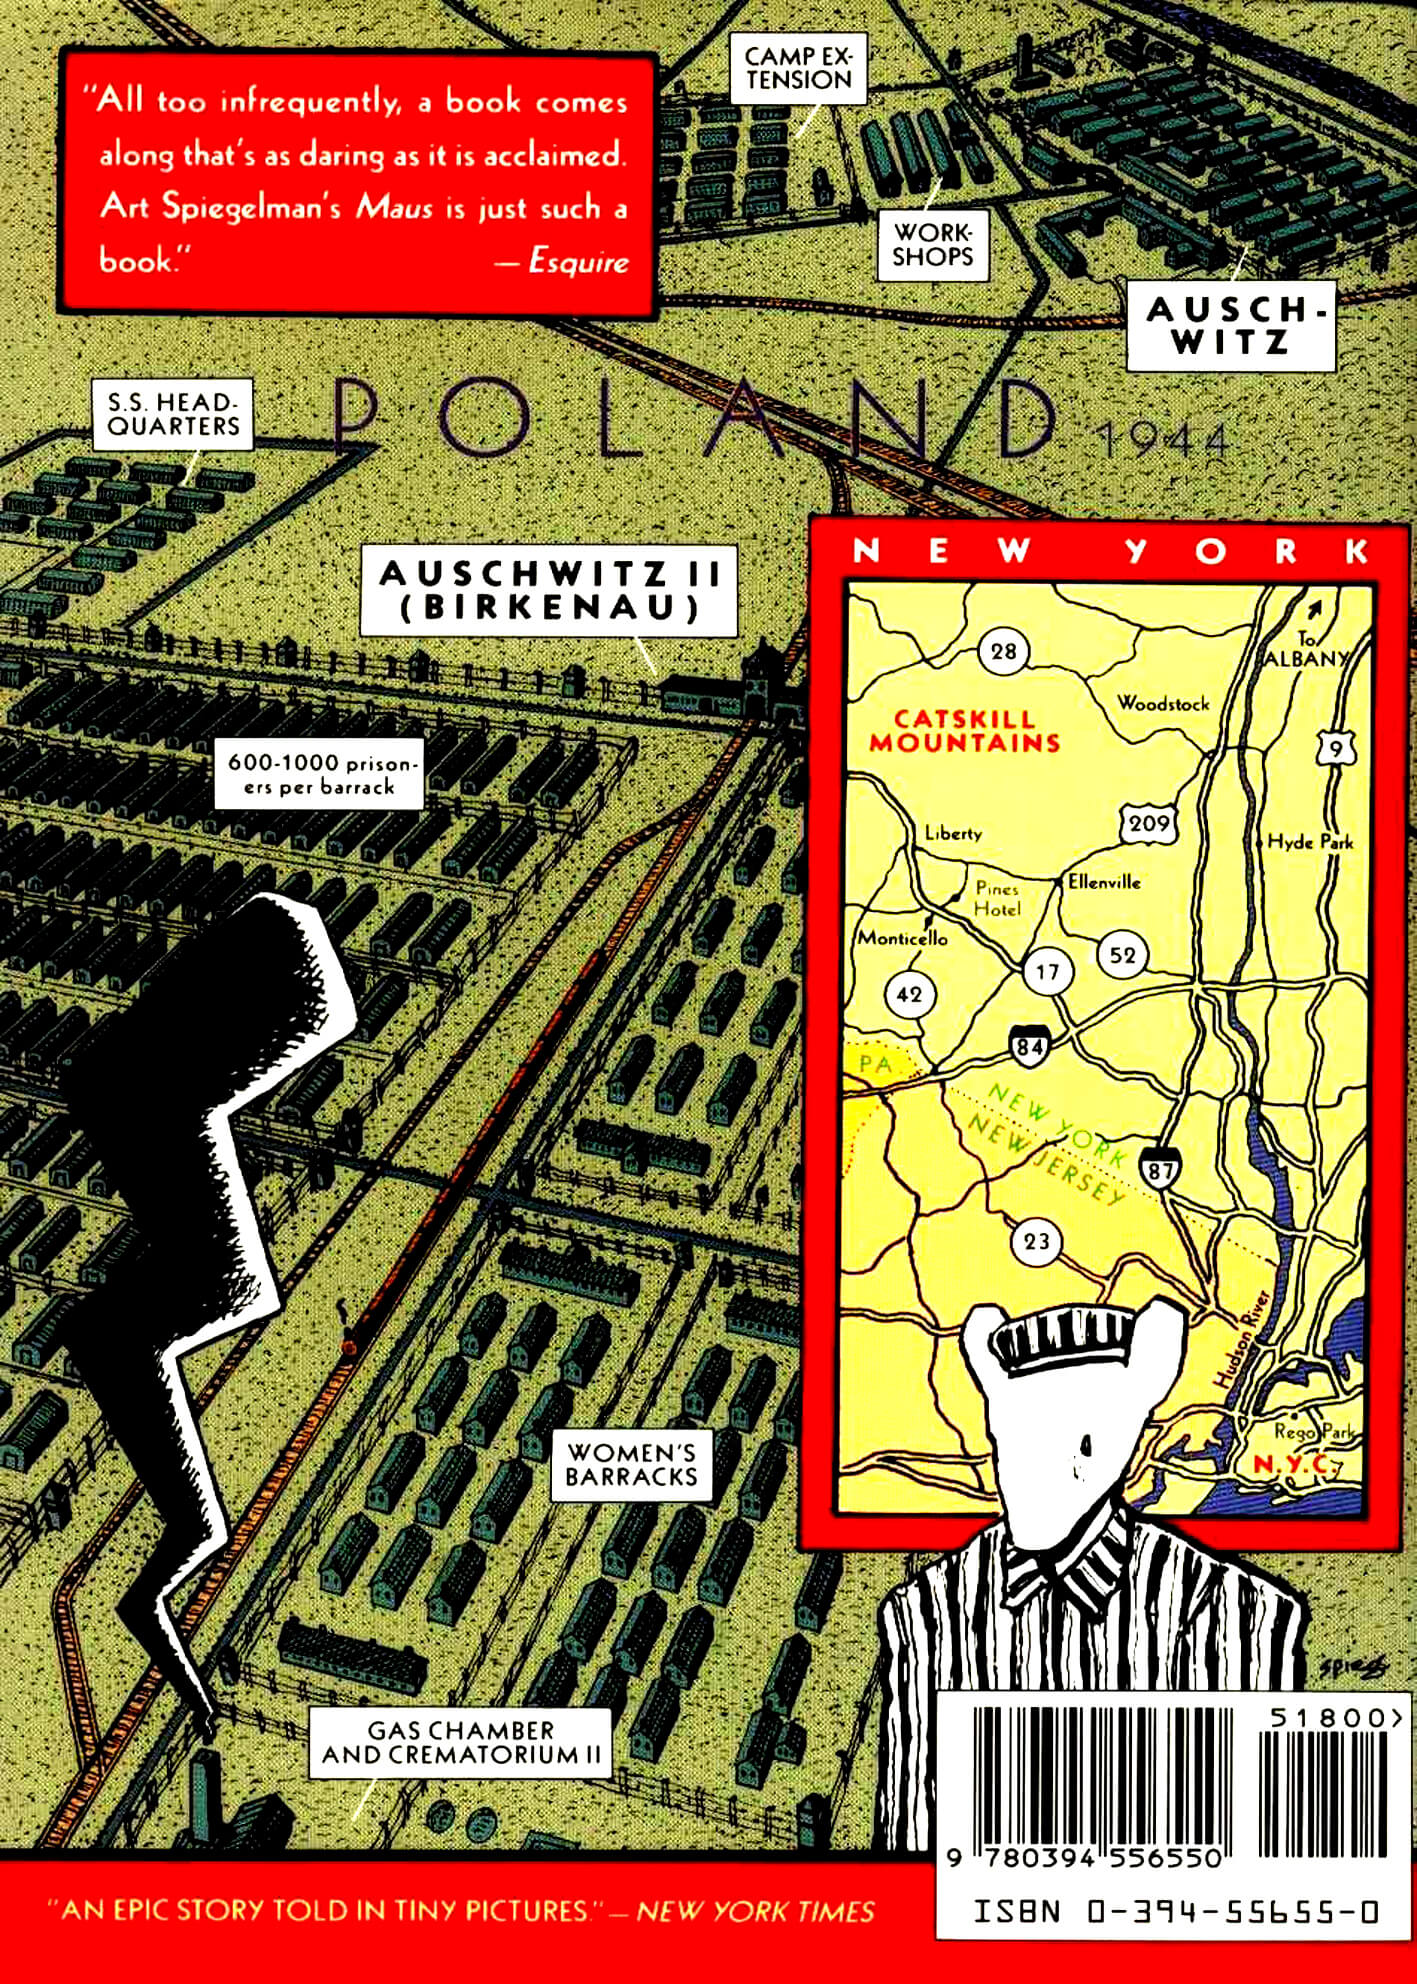 "All too infrequently, a book comes
along that's as daring as it is acclaimed.
Art Spiegelman's Maus is just such a
book."
— Esquire
CAMP EX-
TENSION
WORK-
SHOPS
AUSCH-
WITZ
S.S. HEAD-
QUARTERS
POLAND 1944
AUSCHWITZ II
(BIRKENAU)
600-1000 prison-
ers per barrack
NEW YORK
28
To
ALBANY
Woodstock
CATSKILL
MOUNTAINS
9
209
Liberty
Hyde Park
Ellenville
Pines
Hotel
Monticello
52
17
42
84
PA
NEW YORK
NEW JERSEY
87
23
Hudson River
Rego Park
N.Y.C.
WOMEN'S
BARRACKS
spieg
GAS CHAMBER
AND CREMATORIUM II
51800>
9 780394 556550
ISBN 0-394-55655-0
"AN EPIC STORY TOLD IN TINY PICTURES." — NEW YORK TIMES